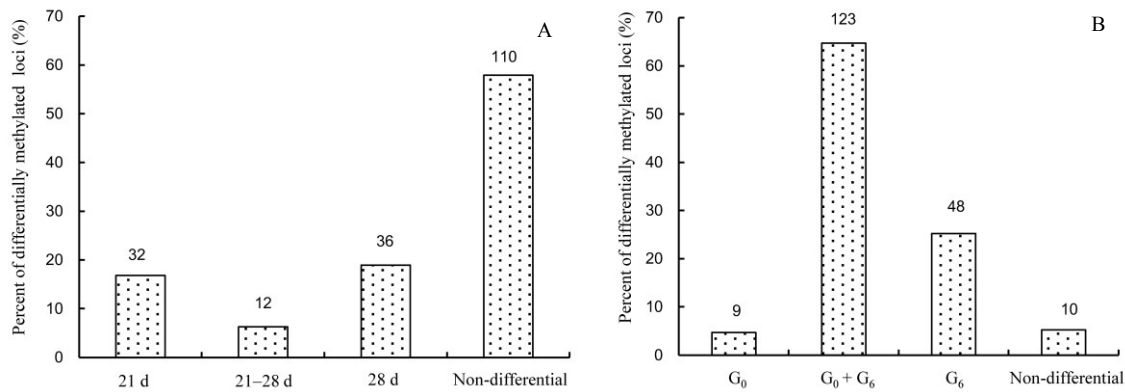 A
Percent of differentially methylated loci (%)
70
60
50
40
30
20
10
0
32
12
36
110
21 d
21–28 d
28 d
Non-differential
B
Percent of differentially methylated loci (%)
70
60
50
40
30
20
10
0
9
123
48
10
G₀
G₀ + G₆
G₆
Non-differential